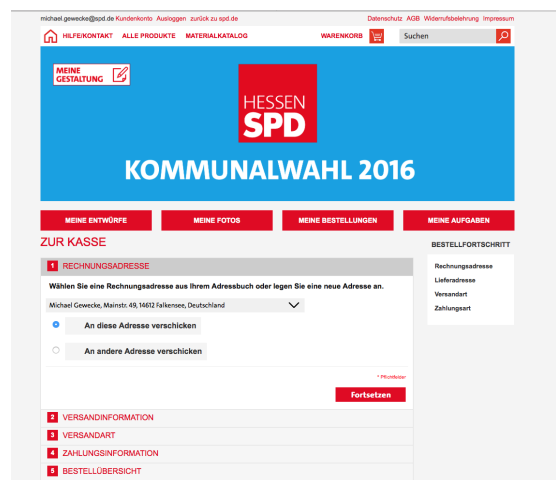 michael.gewecke@spd.de Kundenkonto Ausloggen zurück zu spd.de Datenschutz AGB Widerrufsbelehrung Impressum
HILFE/KONTAKT ALLE PRODUKTE MATERIALKATALOG WARENKORB Suchen
MEINE
GESTALTUNG
HESSEN
SPD
KOMMUNALWAHL 2016
MEINE ENTWÜRFE MEINE FOTOS MEINE BESTELLUNGEN MEINE AUFGABEN
ZUR KASSE
BESTELLFORTSCHRITT
1 RECHNUNGSADRESSE
Rechnungsadresse
Lieferadresse
Versandart
Zahlungsart
Wählen Sie eine Rechnungsadresse aus Ihrem Adressbuch oder legen Sie eine neue Adresse an.
Michael Gewecke, Mainstr. 49, 14612 Falkensee, Deutschland
An diese Adresse verschicken
An andere Adresse verschicken
* Pflichtfelder
Fortsetzen
2 VERSANDINFORMATION
3 VERSANDART
4 ZAHLUNGSINFORMATION
5 BESTELLÜBERSICHT